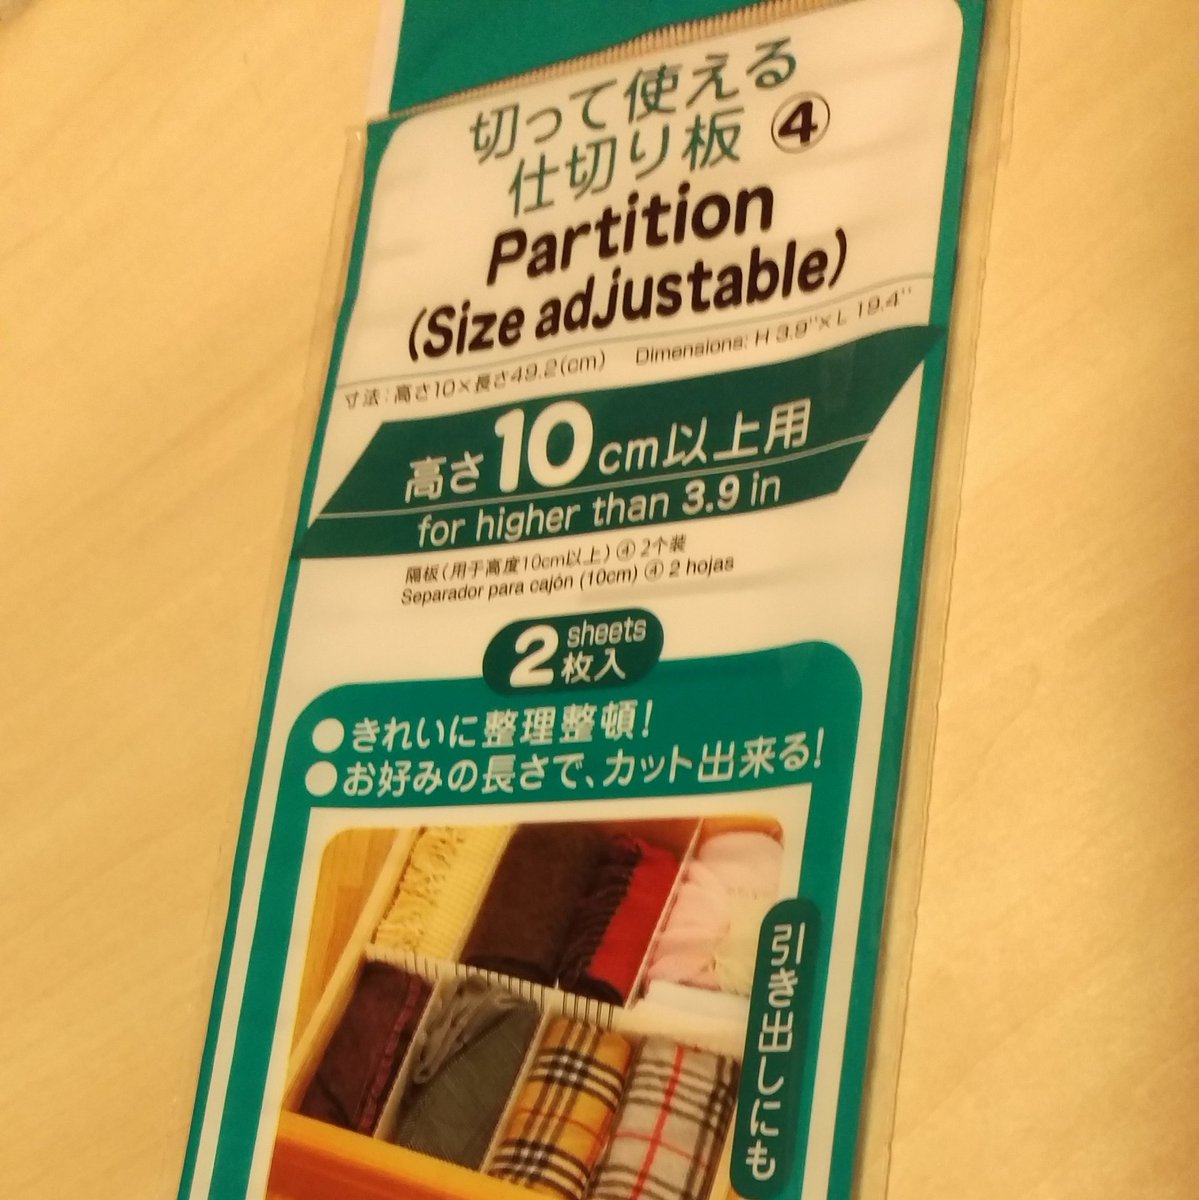 切って使える
仕切り板 ④
Partition
(Size adjustable)
寸法:高さ10×長さ49.2(cm) Dimensions: H 3.9''×L 19.4''
高さ10cm以上用
for higher than 3.9 in
隔板(用于高度10cm以上) ④ 2个装
Separador para cajón (10cm) ④ 2 hojas
2 sheets
枚入
●きれいに整理整頓!
●お好みの長さで、カット出来る!
引き出しにも